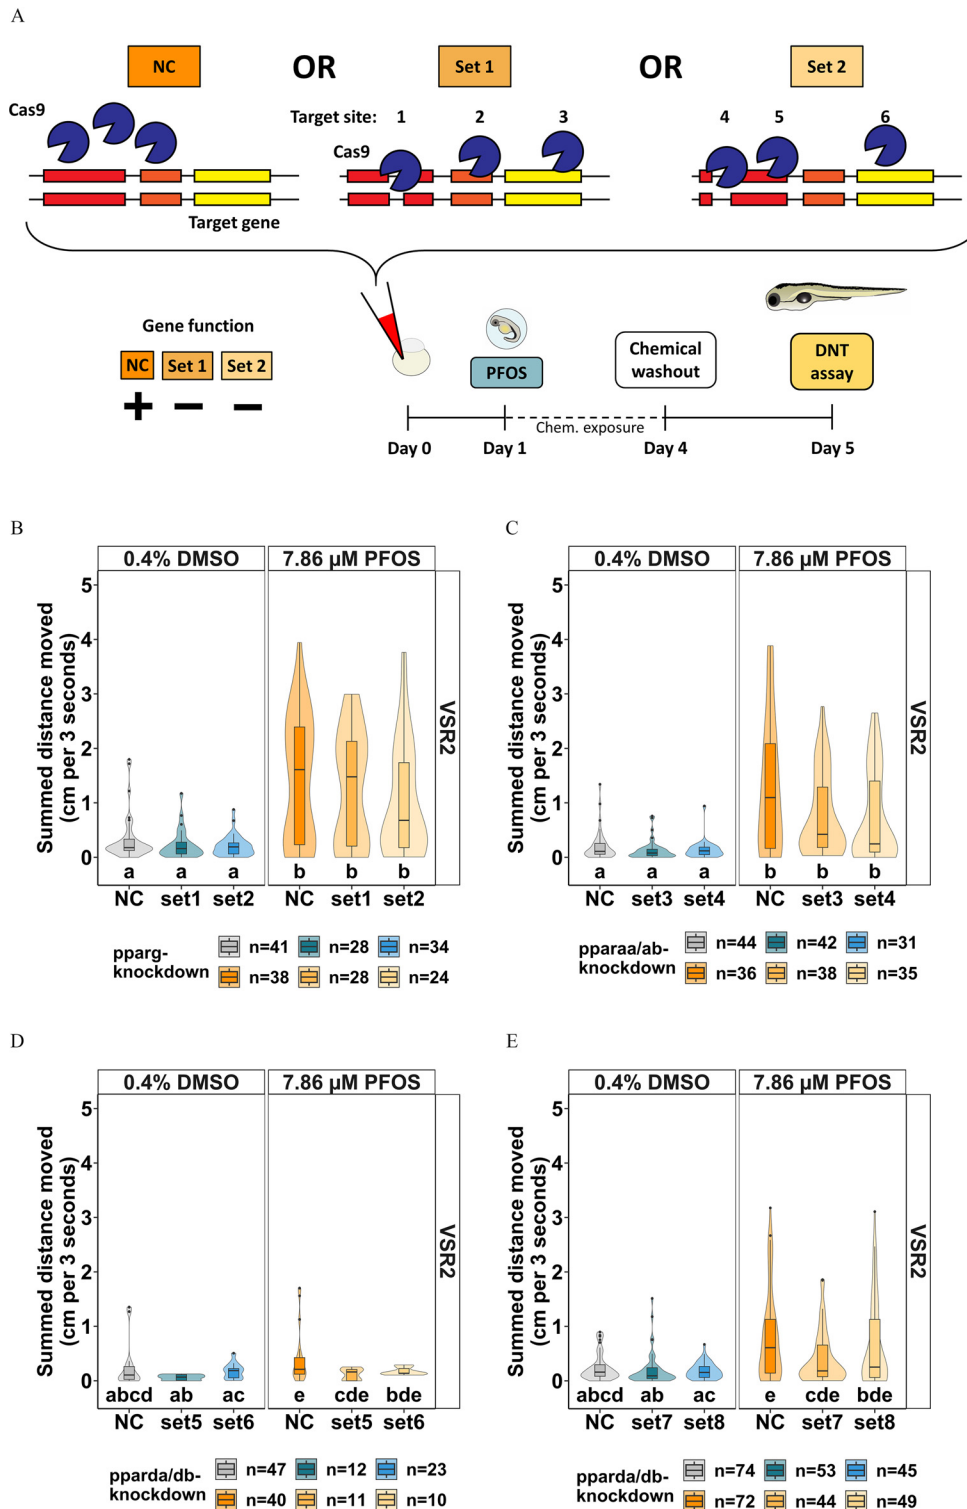 A
NC OR Set 1 OR Set 2
Cas9 Target site: 1 2 3 4 5 6
Cas9
Target gene
Gene function
NC Set 1 Set 2
+ − −
PFOS
Chemical washout
DNT assay
Chem. exposure
Day 0 Day 1 Day 4 Day 5
B
0.4% DMSO 7.86 µM PFOS
VSR2
Summed distance moved
(cm per 3 seconds)
5
4
3
2
1
0
a a a b b b
NC set1 set2 NC set1 set2
pparg-knockdown
n=41 n=28 n=34
n=38 n=28 n=24
C
0.4% DMSO 7.86 µM PFOS
VSR2
Summed distance moved
(cm per 3 seconds)
5
4
3
2
1
0
a a a b b b
NC set3 set4 NC set3 set4
pparaa/ab-knockdown
n=44 n=42 n=31
n=36 n=38 n=35
D
0.4% DMSO 7.86 µM PFOS
VSR2
Summed distance moved
(cm per 3 seconds)
5
4
3
2
1
0
abcd ab ac e cde bde
NC set5 set6 NC set5 set6
pparda/db-knockdown
n=47 n=12 n=23
n=40 n=11 n=10
E
0.4% DMSO 7.86 µM PFOS
VSR2
Summed distance moved
(cm per 3 seconds)
5
4
3
2
1
0
abcd ab ac e cde bde
NC set7 set8 NC set7 set8
pparda/db-knockdown
n=74 n=53 n=45
n=72 n=44 n=49